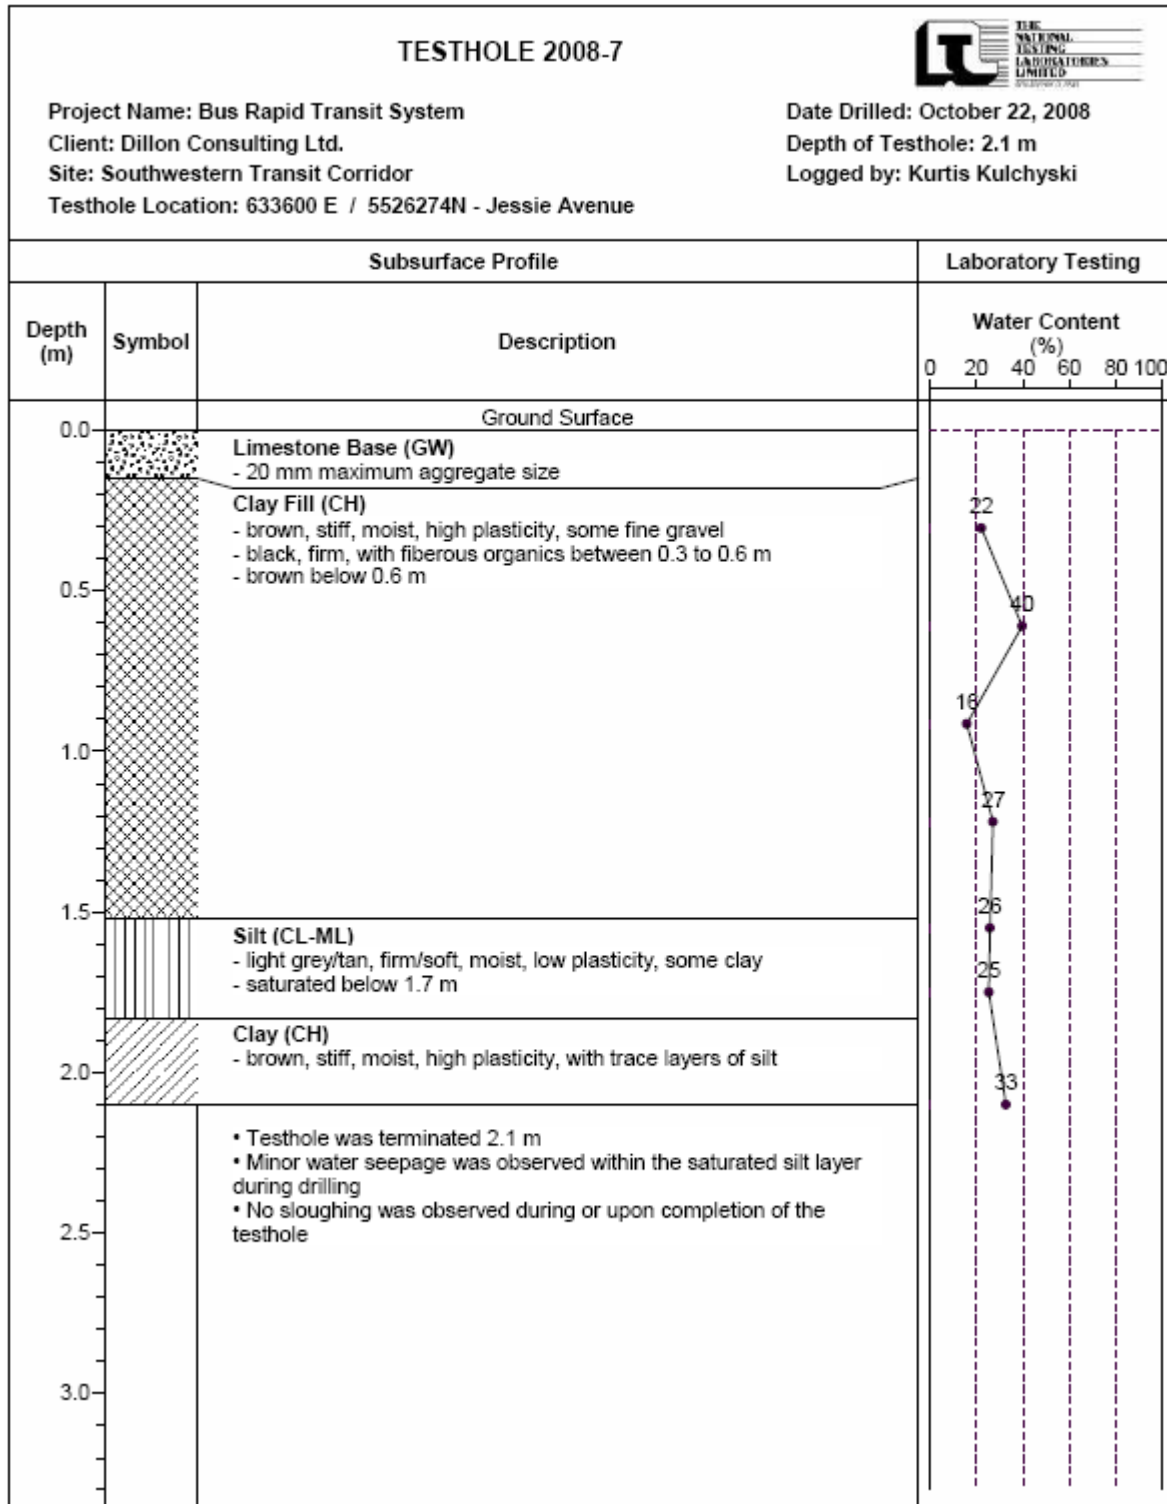 TESTHOLE 2008-7
THE
NATIONAL
TESTING
LABORATORIES
LIMITED
Project Name: Bus Rapid Transit System
Date Drilled: October 22, 2008
Client: Dillon Consulting Ltd.
Depth of Testhole: 2.1 m
Site: Southwestern Transit Corridor
Logged by: Kurtis Kulchyski
Testhole Location: 633600 E / 5526274N - Jessie Avenue
Subsurface Profile
Laboratory Testing
Depth
(m)
Symbol
Description
Water Content
(%)
0 20 40 60 80 100
Ground Surface
0.0
Limestone Base (GW)
- 20 mm maximum aggregate size
Clay Fill (CH)
- brown, stiff, moist, high plasticity, some fine gravel
- black, firm, with fiberous organics between 0.3 to 0.6 m
- brown below 0.6 m
22
0.5
40
16
1.0
27
1.5
26
Silt (CL-ML)
- light grey/tan, firm/soft, moist, low plasticity, some clay
- saturated below 1.7 m
25
Clay (CH)
- brown, stiff, moist, high plasticity, with trace layers of silt
2.0
33
• Testhole was terminated 2.1 m
• Minor water seepage was observed within the saturated silt layer
during drilling
• No sloughing was observed during or upon completion of the
testhole
2.5
3.0